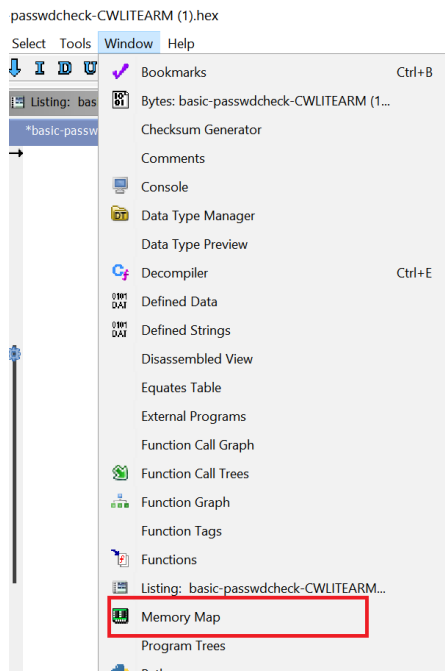 passwdcheck-CWLITEARM (1).hex
Select Tools Window Help
I D U
Listing: bas
*basic-passw
Bookmarks Ctrl+B
Bytes: basic-passwdcheck-CWLITEARM (1...
Checksum Generator
Comments
Console
Data Type Manager
Data Type Preview
Decompiler Ctrl+E
Defined Data
Defined Strings
Disassembled View
Equates Table
External Programs
Function Call Graph
Function Call Trees
Function Graph
Function Tags
Functions
Listing: basic-passwdcheck-CWLITEARM...
Memory Map
Program Trees